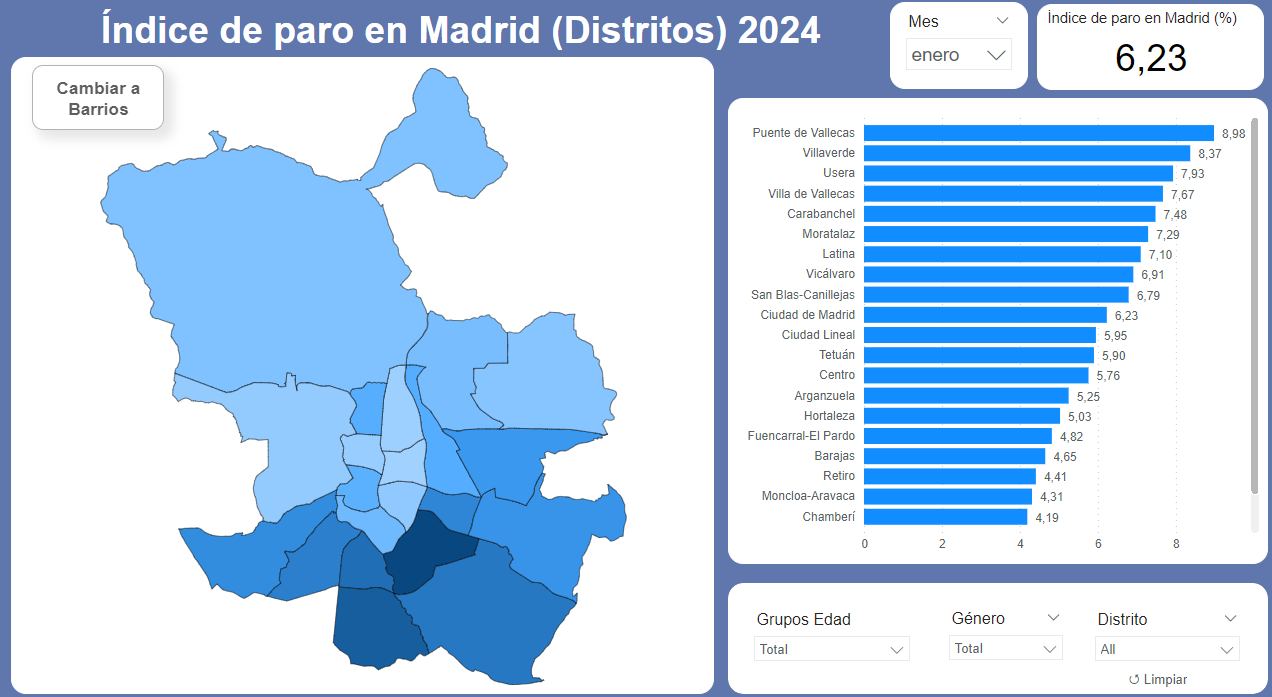 Índice de paro en Madrid (Distritos) 2024
Mes
enero
Índice de paro en Madrid (%)
6,23
Cambiar a
Barrios
Puente de Vallecas 8,98
Villaverde 8,37
Usera 7,93
Villa de Vallecas 7,67
Carabanchel 7,48
Moratalaz 7,29
Latina 7,10
Vicálvaro 6,91
San Blas-Canillejas 6,79
Ciudad de Madrid 6,23
Ciudad Lineal 5,95
Tetuán 5,90
Centro 5,76
Arganzuela 5,25
Hortaleza 5,03
Fuencarral-El Pardo 4,82
Barajas 4,65
Retiro 4,41
Moncloa-Aravaca 4,31
Chamberí 4,19
0 2 4 6 8
Grupos Edad
Total
Género
Total
Distrito
All
Limpiar